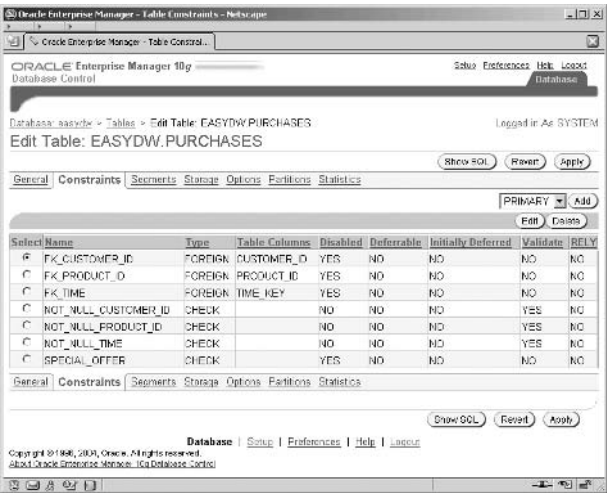 Oracle Enterprise Manager - Table Constraints - Netscape
Oracle Enterprise Manager - Table Constrai...
ORACLE Enterprise Manager 10g
Database Control
Setup Preferences Help Logout
Database
Database: easydw > Tables > Edit Table: EASYDW.PURCHASES
Logged in As SYSTEM
Edit Table: EASYDW.PURCHASES
Show SQL Revert Apply
General Constraints Segments Storage Options Partitions Statistics
PRIMARY Add
Edit Delete
Select Name Type Table Columns Disabled Deferrable Initially Deferred Validate RELY
FK_CUSTOMER_ID FOREIGN CUSTOMER_ID YES NO NO NO NO
FK_PRODUCT_ID FOREIGN PRODUCT_ID YES NO NO NO NO
FK_TIME FOREIGN TIME_KEY YES NO NO NO NO
NOT_NULL_CUSTOMER_ID CHECK NO NO NO YES NO
NOT_NULL_PRODUCT_ID CHECK NO NO NO YES NO
NOT_NULL_TIME CHECK NO NO NO YES NO
SPECIAL_OFFER CHECK YES NO NO NO NO
General Constraints Segments Storage Options Partitions Statistics
Show SQL Revert Apply
Database | Setup | Preferences | Help | Logout
Copyright © 1996, 2004, Oracle. All rights reserved.
About Oracle Enterprise Manager 10g Database Control